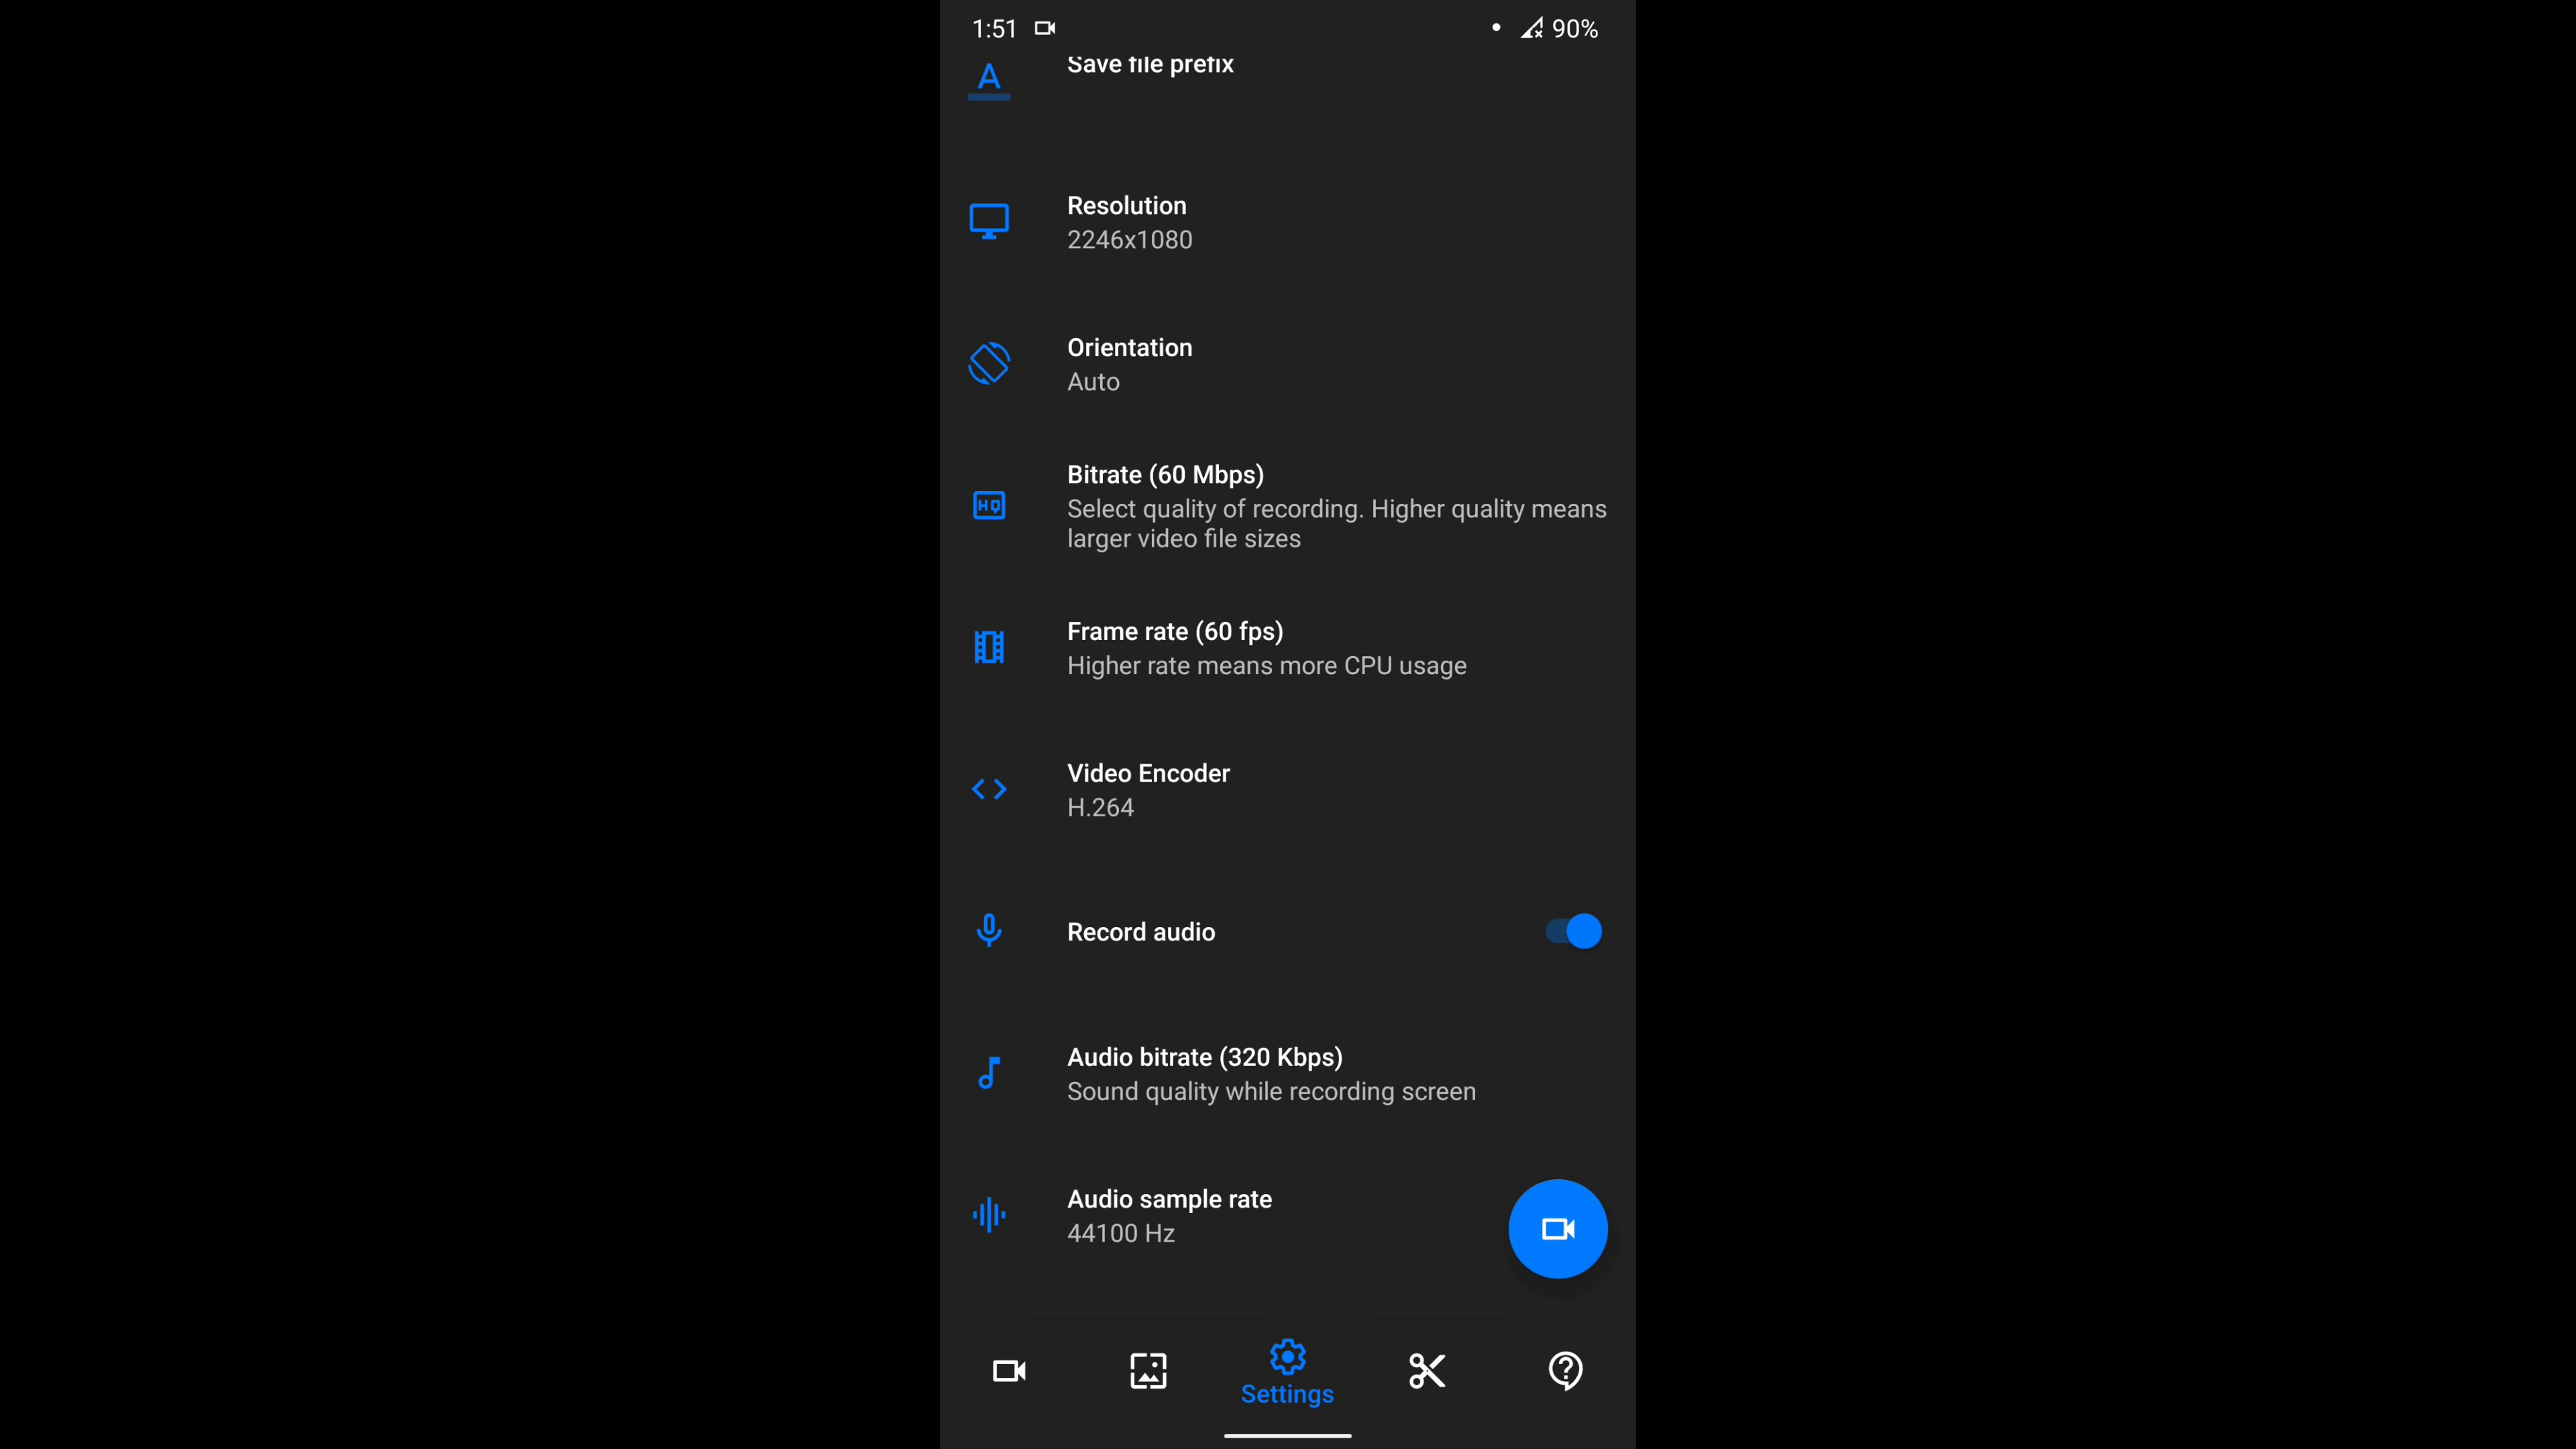 1:51 90%
A Save file prefix
Resolution
2246x1080
Orientation
Auto
Bitrate (60 Mbps)
HQ Select quality of recording. Higher quality means
larger video file sizes
Frame rate (60 fps)
Higher rate means more CPU usage
Video Encoder
H.264
Record audio
Audio bitrate (320 Kbps)
Sound quality while recording screen
Audio sample rate
44100 Hz
Settings